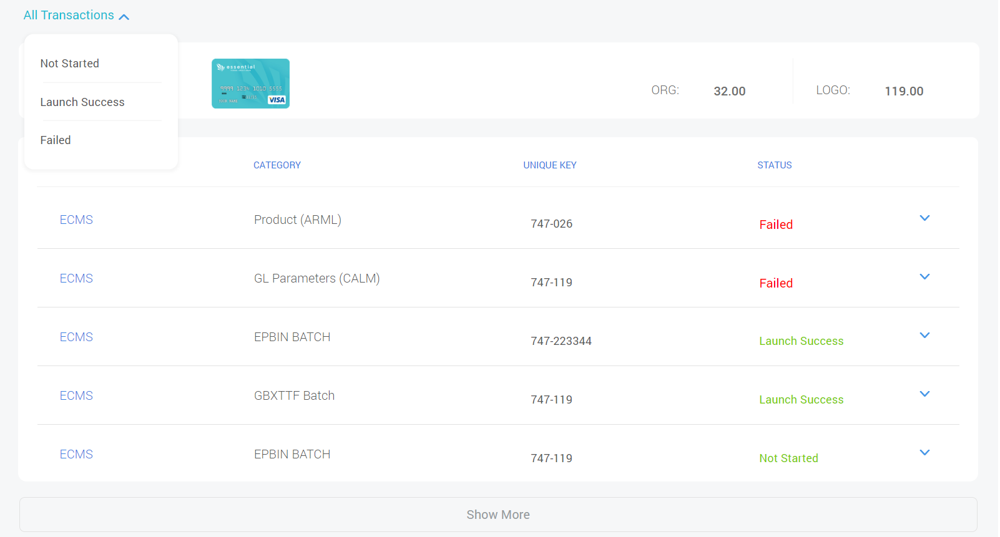 All Transactions
Not Started
Launch Success
Failed
essential
9999 1234 1010 5555
YOUR NAME
VISA
ORG: 32.00 LOGO: 119.00
CATEGORY UNIQUE KEY STATUS
ECMS Product (ARML) 747-026 Failed
ECMS GL Parameters (CALM) 747-119 Failed
ECMS EPBIN BATCH 747-223344 Launch Success
ECMS GBXTTF Batch 747-119 Launch Success
ECMS EPBIN BATCH 747-119 Not Started
Show More